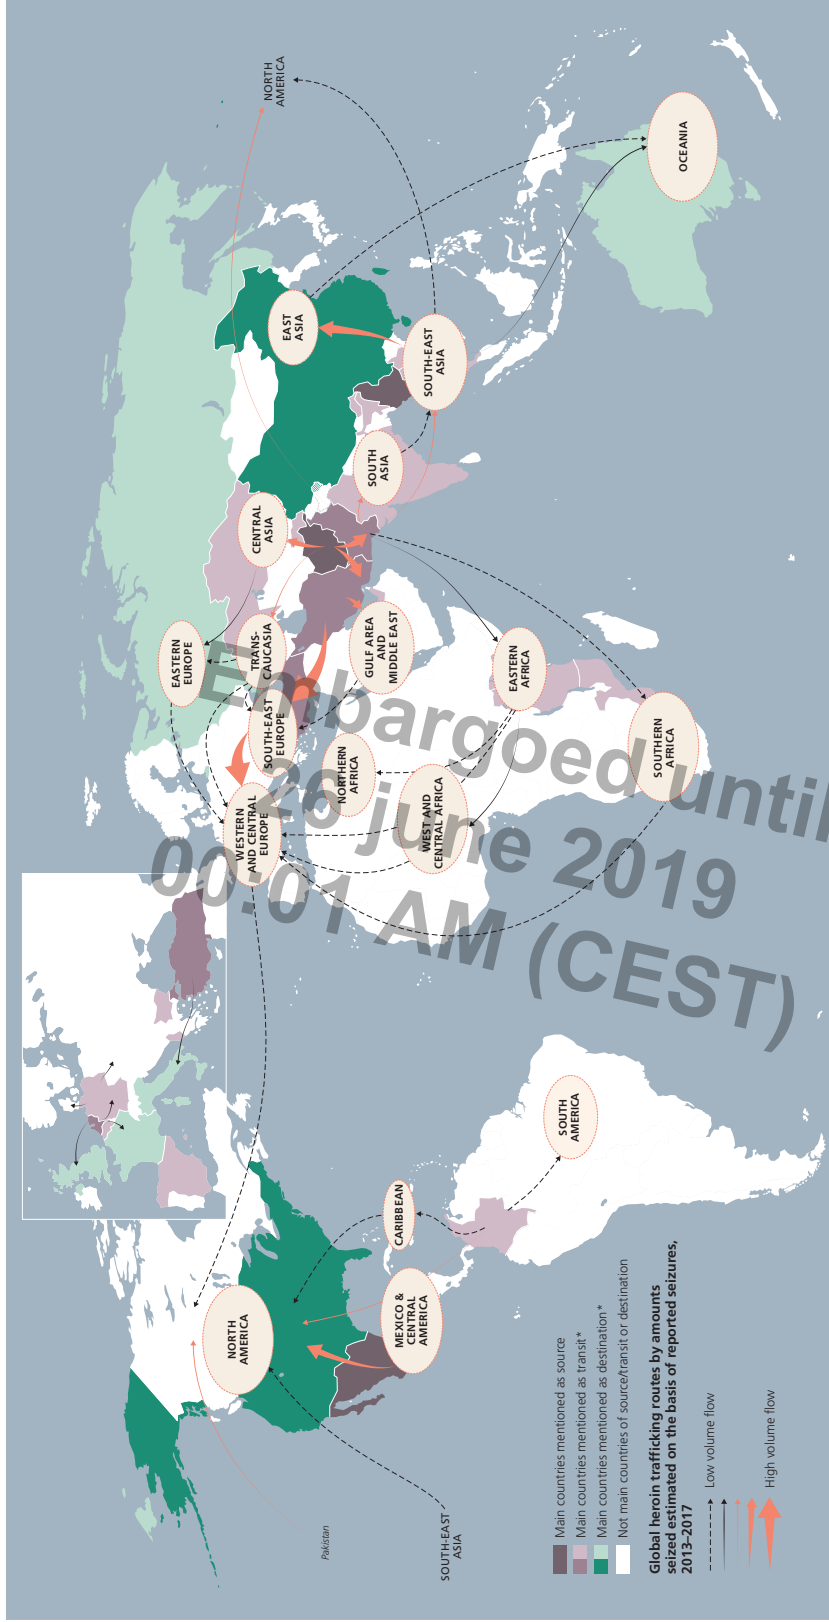 NORTH
AMERICA
OCEANIA
EAST
ASIA
SOUTH-EAST
ASIA
SOUTH
ASIA
CENTRAL
ASIA
EASTERN
EUROPE
TRANS-
CAUCASIA
GULF AREA
AND
MIDDLE EAST
EASTERN
AFRICA
SOUTH-EAST
EUROPE
NORTHERN
AFRICA
SOUTHERN
AFRICA
WESTERN
AND CENTRAL
EUROPE
WEST AND
CENTRAL AFRICA
SOUTH
AMERICA
CARIBBEAN
NORTH
AMERICA
MEXICO &
CENTRAL
AMERICA
Pakistan
SOUTH-EAST
ASIA
Main countries mentioned as source
Main countries mentioned as transit*
Main countries mentioned as destination*
Not main countries of source/transit or destination
Global heroin trafficking routes by amounts
seized estimated on the basis of reported seizures,
2013–2017
Low volume flow
High volume flow
Embargoed until
26 june 2019
00:01 AM (CEST)